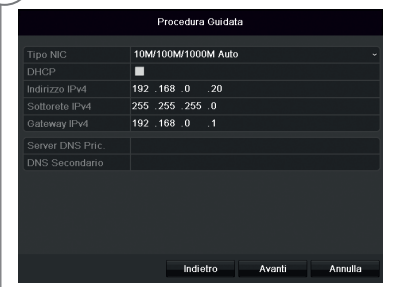 Procedura Guidata
Tipo NIC 10M/100M/1000M Auto
DHCP
Indirizzo IPv4 192 .168 .0 .20
Sottorete IPv4 255 .255 .255 .0
Gateway IPv4 192 .168 .0 .1
Server DNS Pric.
DNS Secondario
Indietro Avanti Annulla